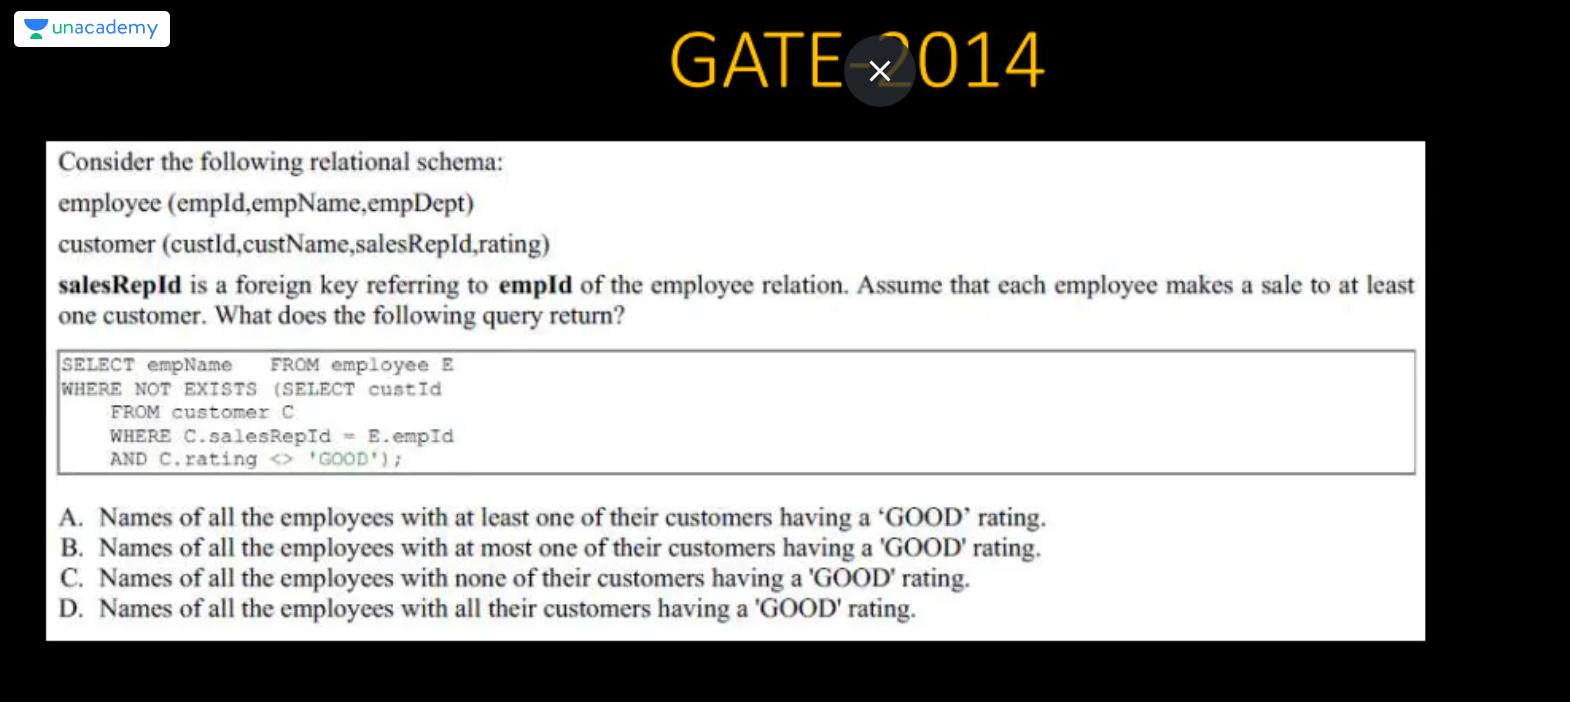 unacademy
GATE-2014
Consider the following relational schema:
employee (empId,empName,empDept)
customer (custId,custName,salesRepId,rating)
salesRepId is a foreign key referring to empId of the employee relation. Assume that each employee makes a sale to at least
one customer. What does the following query return?
SELECT empName FROM employee E
WHERE NOT EXISTS (SELECT custId
FROM customer C
WHERE C.salesRepId = E.empId
AND C.rating <> 'GOOD');
A. Names of all the employees with at least one of their customers having a ‘GOOD’ rating.
B. Names of all the employees with at most one of their customers having a 'GOOD' rating.
C. Names of all the employees with none of their customers having a 'GOOD' rating.
D. Names of all the employees with all their customers having a 'GOOD' rating.